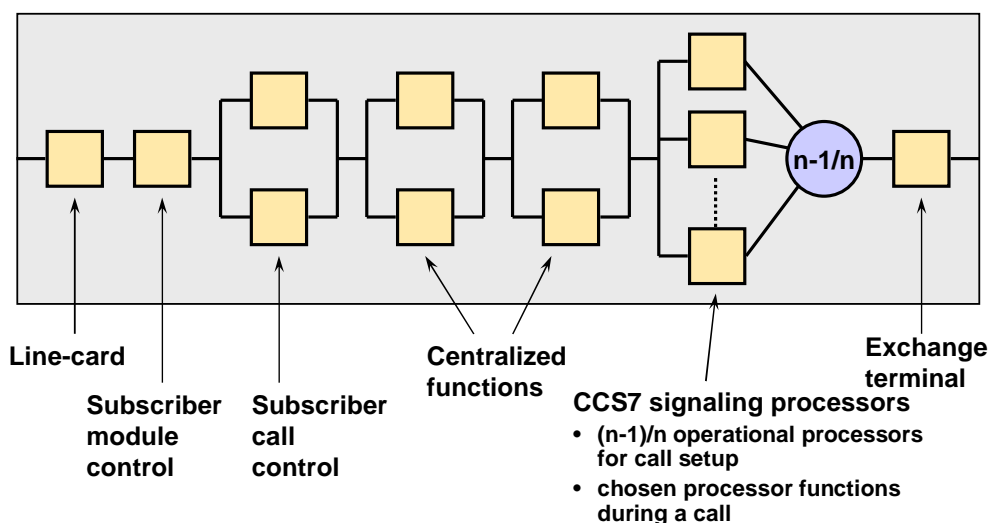 n-1/n
Line-card
Subscriber
module
control
Subscriber
call
control
Centralized
functions
CCS7 signaling processors
• (n-1)/n operational processors
for call setup
• chosen processor functions
during a call
Exchange
terminal